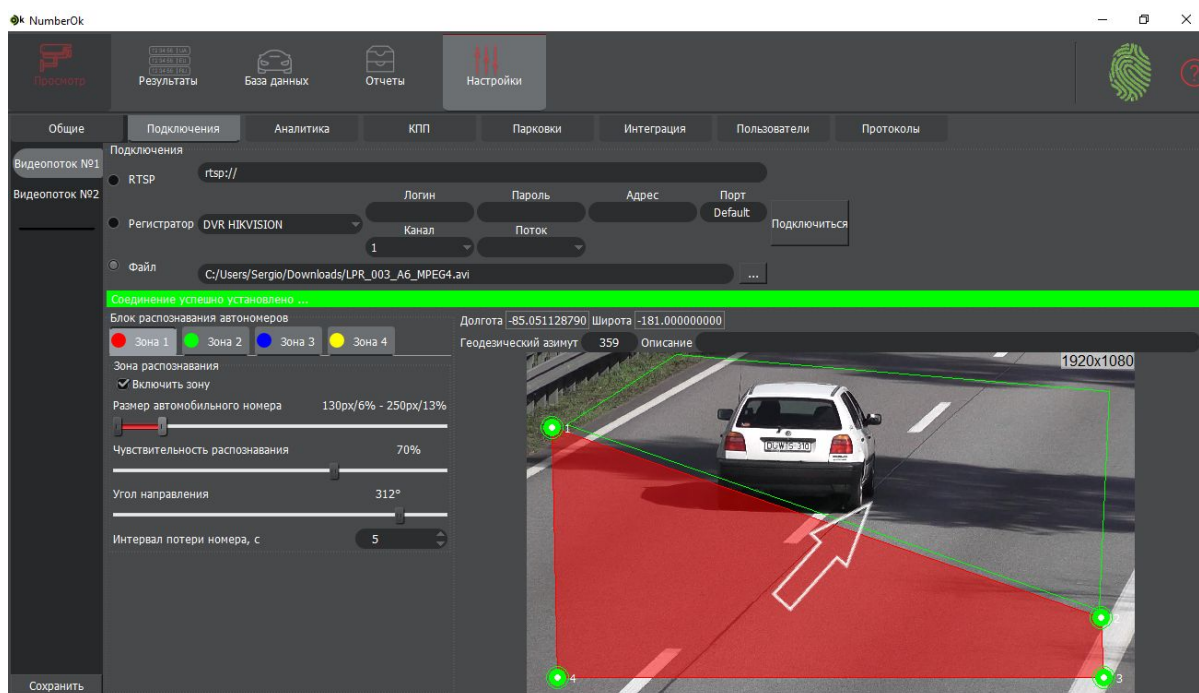 NumberOk
Просмотр
Результаты
База данных
Отчеты
Настройки
Общие
Подключения
Аналитика
КПП
Парковки
Интеграция
Пользователи
Протоколы
Видеопоток №1
Видеопоток №2
Подключения
RTSP
rtsp://
Логин
Пароль
Адрес
Порт
Регистратор
DVR HIKVISION
Default
Подключиться
Канал
Поток
1
Файл
C:/Users/Sergio/Downloads/LPR_003_A6_MPEG4.avi
...
Соединение успешно установлено ...
Блок распознавания автономеров
Зона 1
Зона 2
Зона 3
Зона 4
Зона распознавания
Включить зону
Размер автомобильного номера 130px/6% - 250px/13%
Чувствительность распознавания 70%
Угол направления 312°
Интервал потери номера, с 5
Долгота -85.051128790 Широта -181.000000000
Геодезический азимут 359 Описание
1920x1080
1
2
3
4
Сохранить